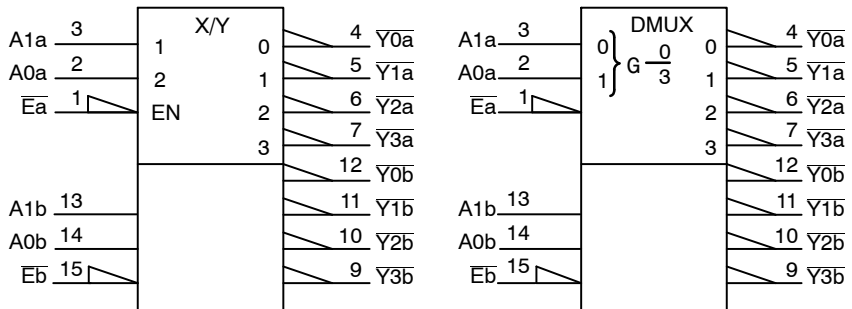 X/Y
A1a 3 1 0 4 Y0a
A0a 2 2 1 5 Y1a
Ea 1 EN 2 6 Y2a
3 7 Y3a
12 Y0b
A1b 13 11 Y1b
A0b 14 10 Y2b
Eb 15 9 Y3b
DMUX
A1a 3 0 0 4 Y0a
A0a 2 1 G 0/3 1 5 Y1a
Ea 1 2 6 Y2a
3 7 Y3a
12 Y0b
A1b 13 11 Y1b
A0b 14 10 Y2b
Eb 15 9 Y3b